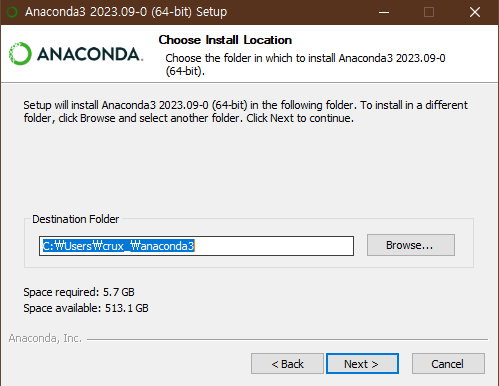 Anaconda3 2023.09-0 (64-bit) Setup
ANACONDA.
Choose Install Location
Choose the folder in which to install Anaconda3 2023.09-0
(64-bit).
Setup will install Anaconda3 2023.09-0 (64-bit) in the following folder. To install in a different
folder, click Browse and select another folder. Click Next to continue.
Destination Folder
C:₩Users₩crux_₩anaconda3
Browse...
Space required: 5.7 GB
Space available: 513.1 GB
Anaconda, Inc.
< Back
Next >
Cancel